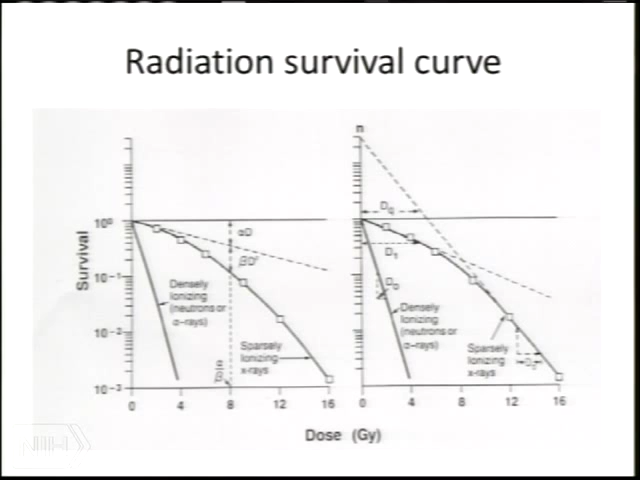 Radiation survival curve
n
10⁰
10⁻¹
10⁻²
10⁻³
Survival
αD
βD²
Densely
Ionizing
(neutrons or
α–rays)
Sparsely
Ionizing
x-rays
α
β
0 4 8 12 16
Dq
D₁
D₀
Densely
Ionizing
(neutrons or
α–rays)
Sparsely
Ionizing
x-rays
D₀
0 4 8 12 16
Dose (Gy)
NIH